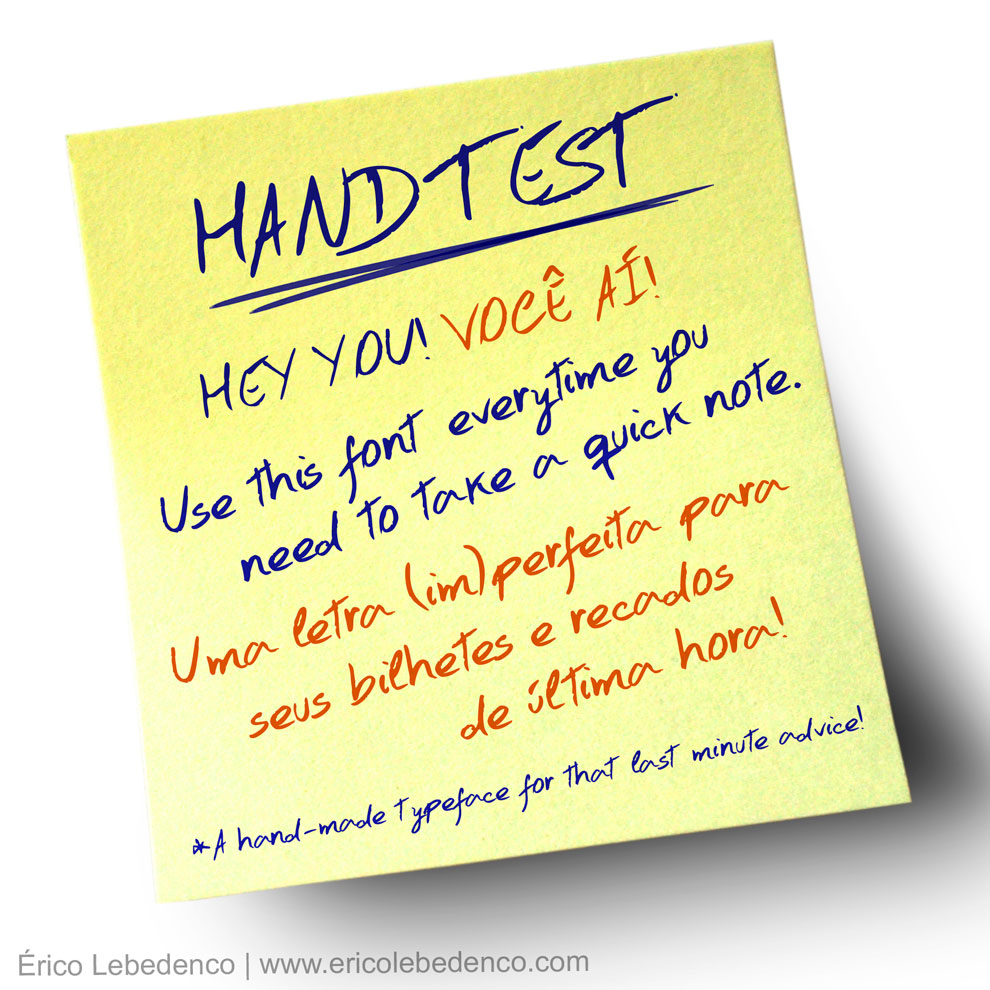 HANDTEST
HEY YOU! VOCÊ AÍ!
Use this font everytime you
need to take a quick note.
Uma letra (im)perfeita para
seus bilhetes e recados
de última hora!
*A hand-made typeface for that last minute advice!
Érico Lebedenco | www.ericolebedenco.com